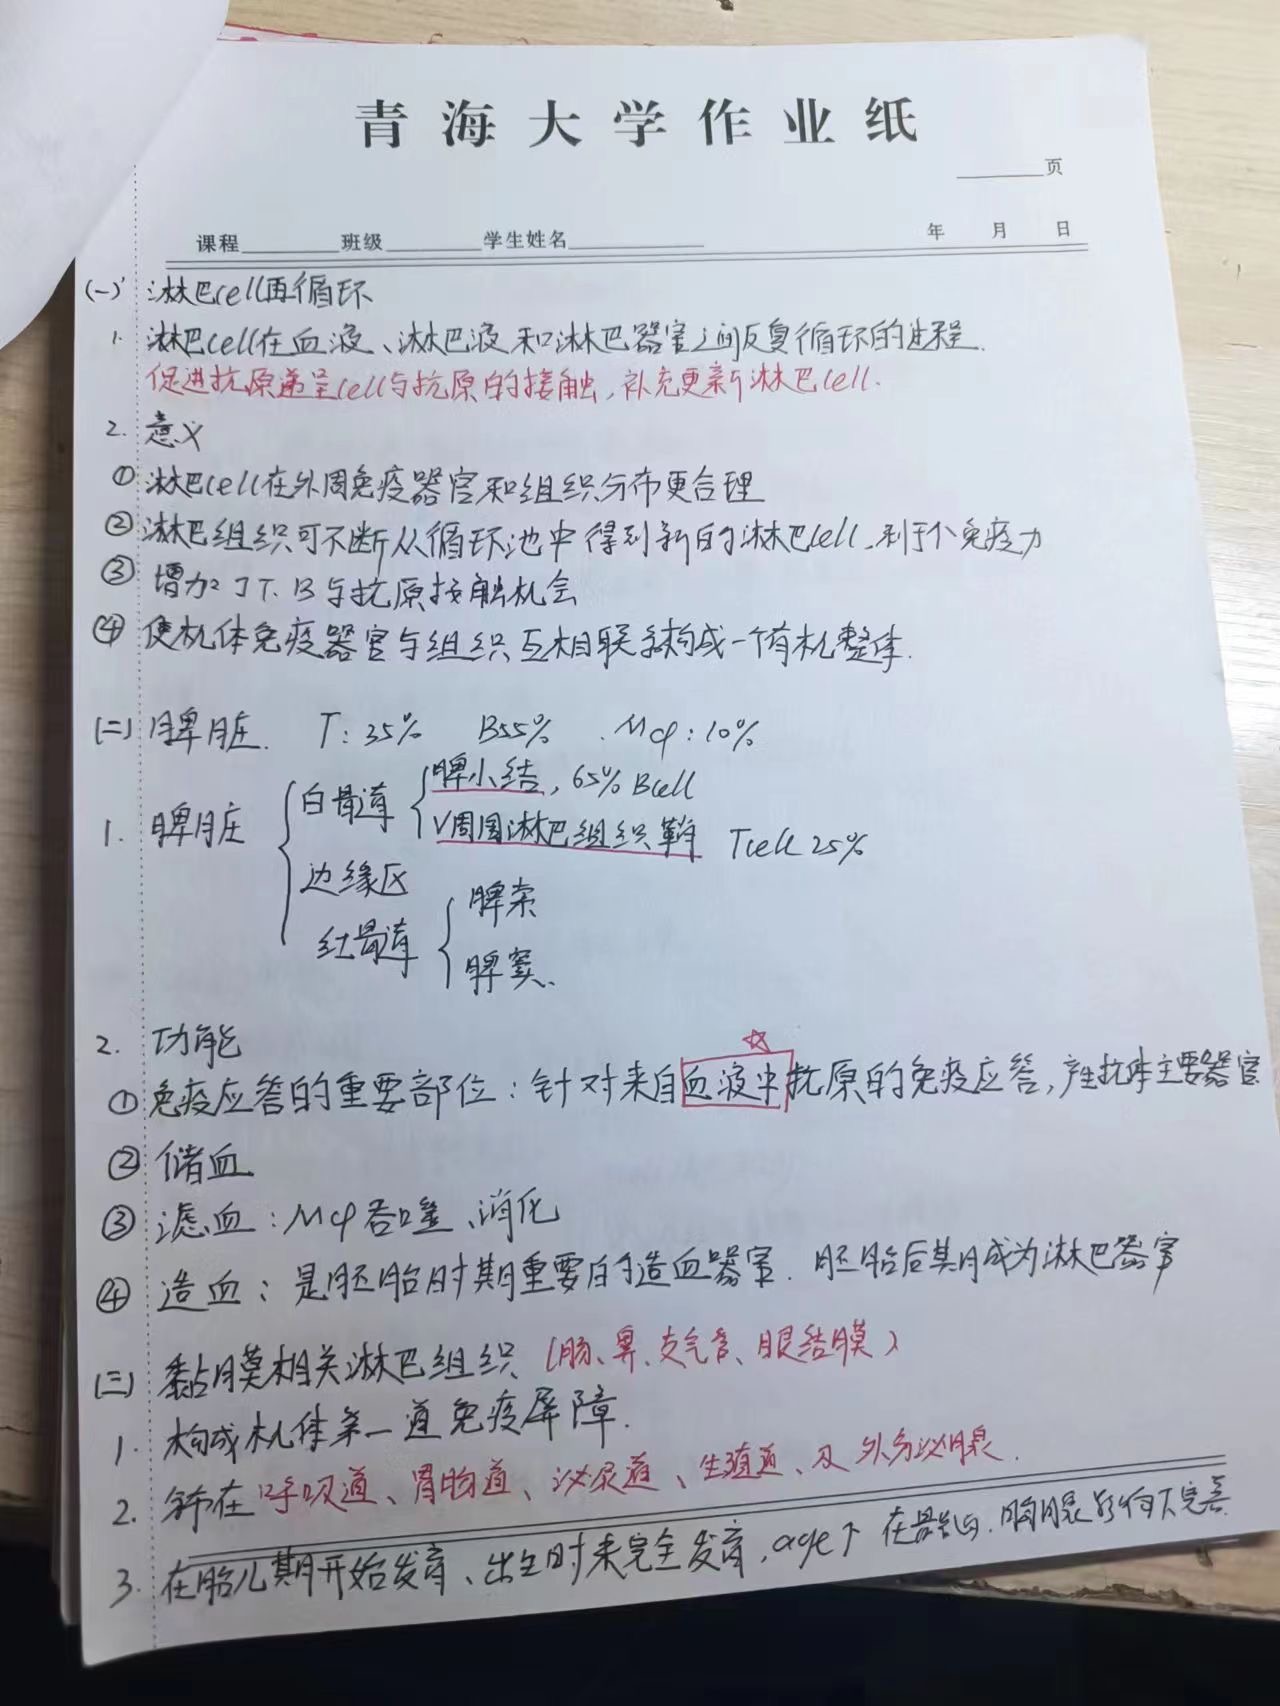 青海大学作业纸
______页
课程______班级______学生姓名______ 年 月 日
(一) 淋巴cell再循环
1. 淋巴cell在血液、淋巴液和淋巴器官之间反复循环的过程.
促进抗原递呈cell与抗原的接触,补充更新淋巴cell.
2. 意义
① 淋巴cell在外周免疫器官和组织分布更合理
② 淋巴组织可不断从循环池中得到新的淋巴cell、利于个免疫力
③ 增加了T、B与抗原接触机会
④ 使机体免疫器官与组织互相联系构成一个有机整体.
(二) 脾脏. T:35% B55% . Mφ:10%
1. 脾脏
白髓 脾小结, 65% Bcell
周围淋巴组织鞘 Tcell 25%
边缘区
红髓 脾索
脾窦.
2. 功能
① 免疫应答的重要部位:针对来自血液中抗原的免疫应答,产抗体主要器官
② 储血
③ 滤血:Mφ吞噬、消化
④ 造血:是胚胎时期重要的造血器官. 胚胎后期成为淋巴器官
(三) 黏膜相关淋巴组织 (肠、鼻、支气管、眼结膜)
1. 构成机体第一道免疫屏障.
2. 分布在呼吸道、胃肠道、泌尿道、生殖道、及外分泌腺.
3. 在胎儿期开始发育、出生时未完全发育, age↑ 在